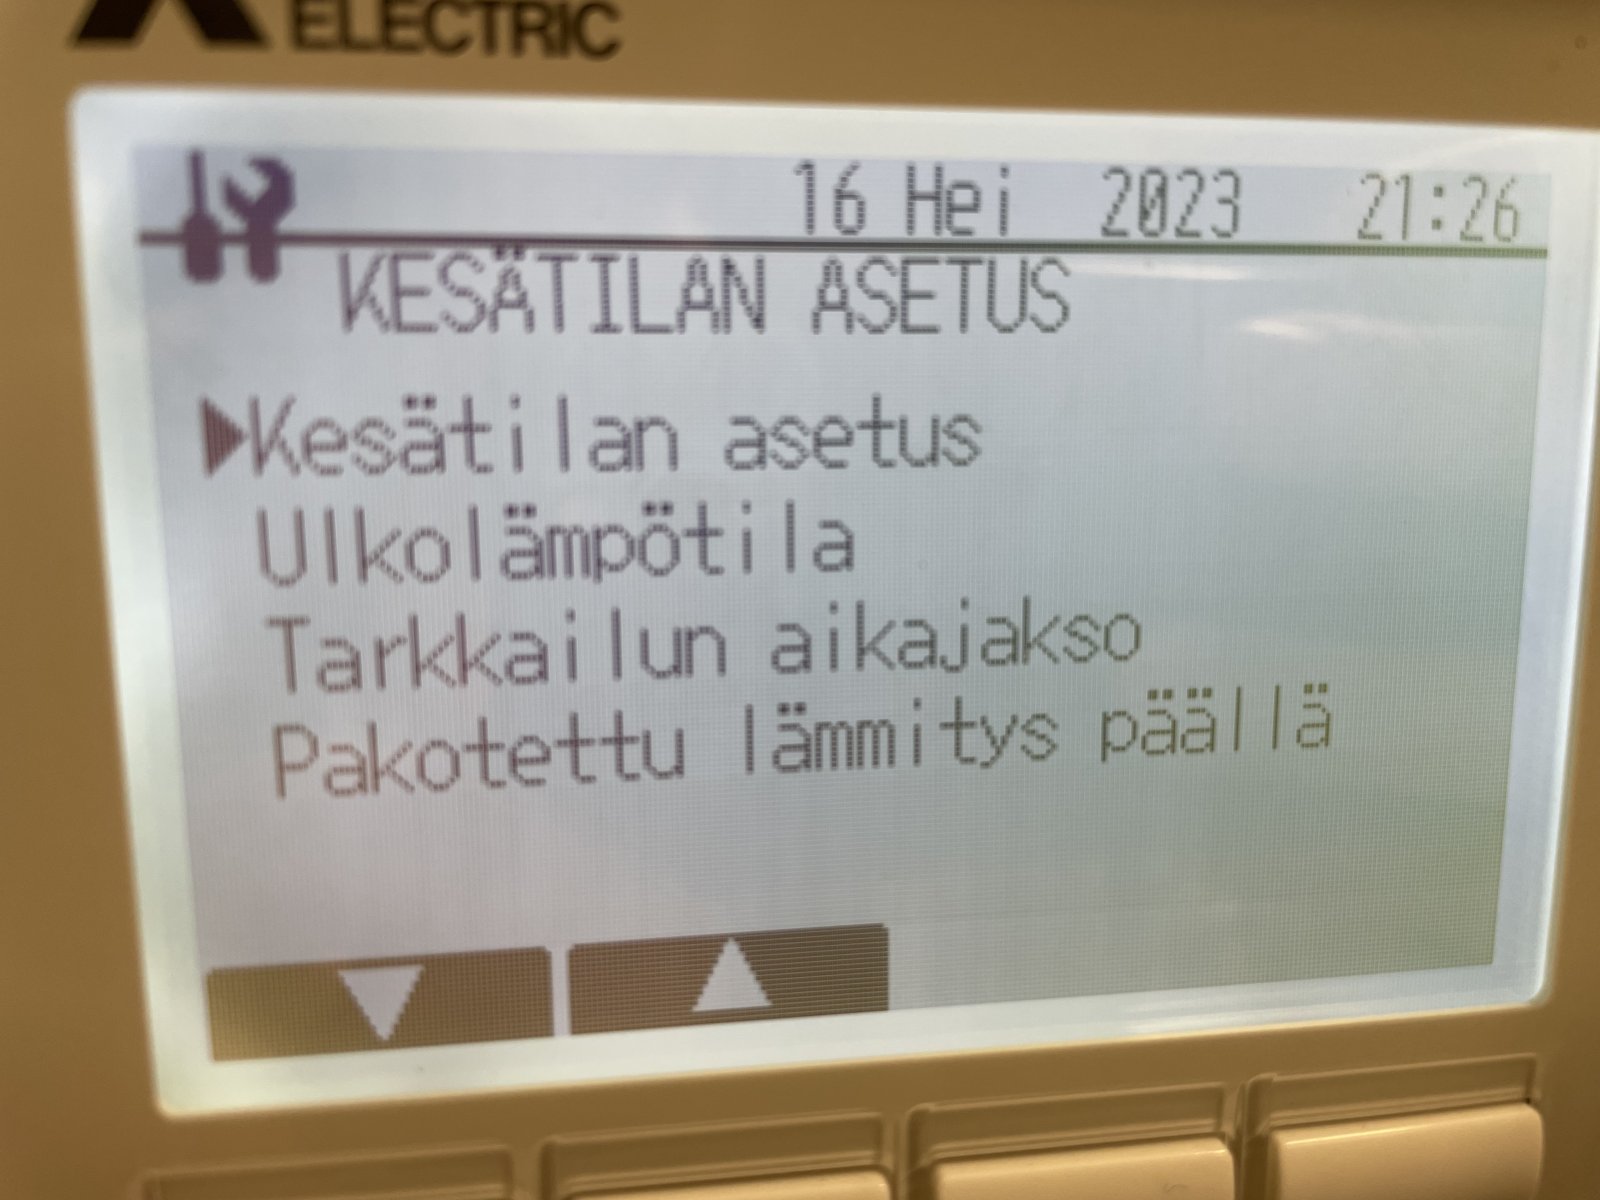 ELECTRIC
16 Hei 2023 21:26
KESÄTILAN ASETUS
Kesätilan asetus
Ulkolämpötila
Tarkkailun aikajakso
Pakotettu lämmitys päällä